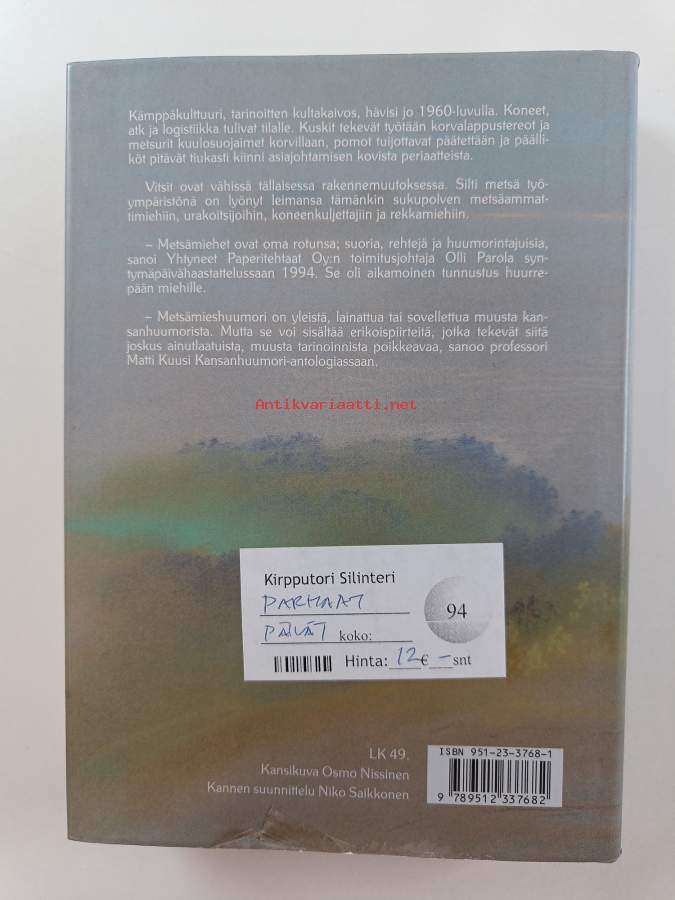 Kämppäkulttuuri, tarinoitten kultakaivos, hävisi jo 1960-luvulla. Koneet,
atk ja logistiikka tulivat tilalle. Kuskit tekevät työtään korvalappustereot ja
metsurit kuulosuojaimet korvillaan, pomot tuijottavat päätettään ja päälli-
köt pitävät tiukasti kiinni asiajohtamisen kovista periaatteista.
Vitsit ovat vähissä tällaisessa rakennemuutoksessa. Silti metsä työ-
ympäristönä on lyönyt leimansa tämänkin sukupolven metsäammat-
timiehiin, urakoitsijoihin, koneenkuljettajiin ja rekkamiehiin.
– Metsämiehet ovat oma rotunsa; suoria, rehtejä ja huumorintajuisia,
sanoi Yhtyneet Paperitehtaat Oy:n toimitusjohtaja Olli Parola syn-
tymäpäivähaastattelussaan 1994. Se oli aikamoinen tunnustus huurre-
pään miehille.
– Metsämieshuumori on yleistä, lainattua tai sovellettua muusta kan-
sanhuumorista. Mutta se voi sisältää erikoispiirteitä, jotka tekevät siitä
joskus ainutlaatuista, muusta tarinoinnista poikkeavaa, sanoo professori
Matti Kuusi Kansanhuumori-antologiassaan.
Antikvariaatti.net
Kirpputori Silinteri
PARHAAT
94
PÄIVÄT koko:
Hinta: 12 € – snt
LK 49.
Kansikuva Osmo Nissinen
Kannen suunnittelu Niko Saikkonen
ISBN 951-23-3768-1
9 789512 337682